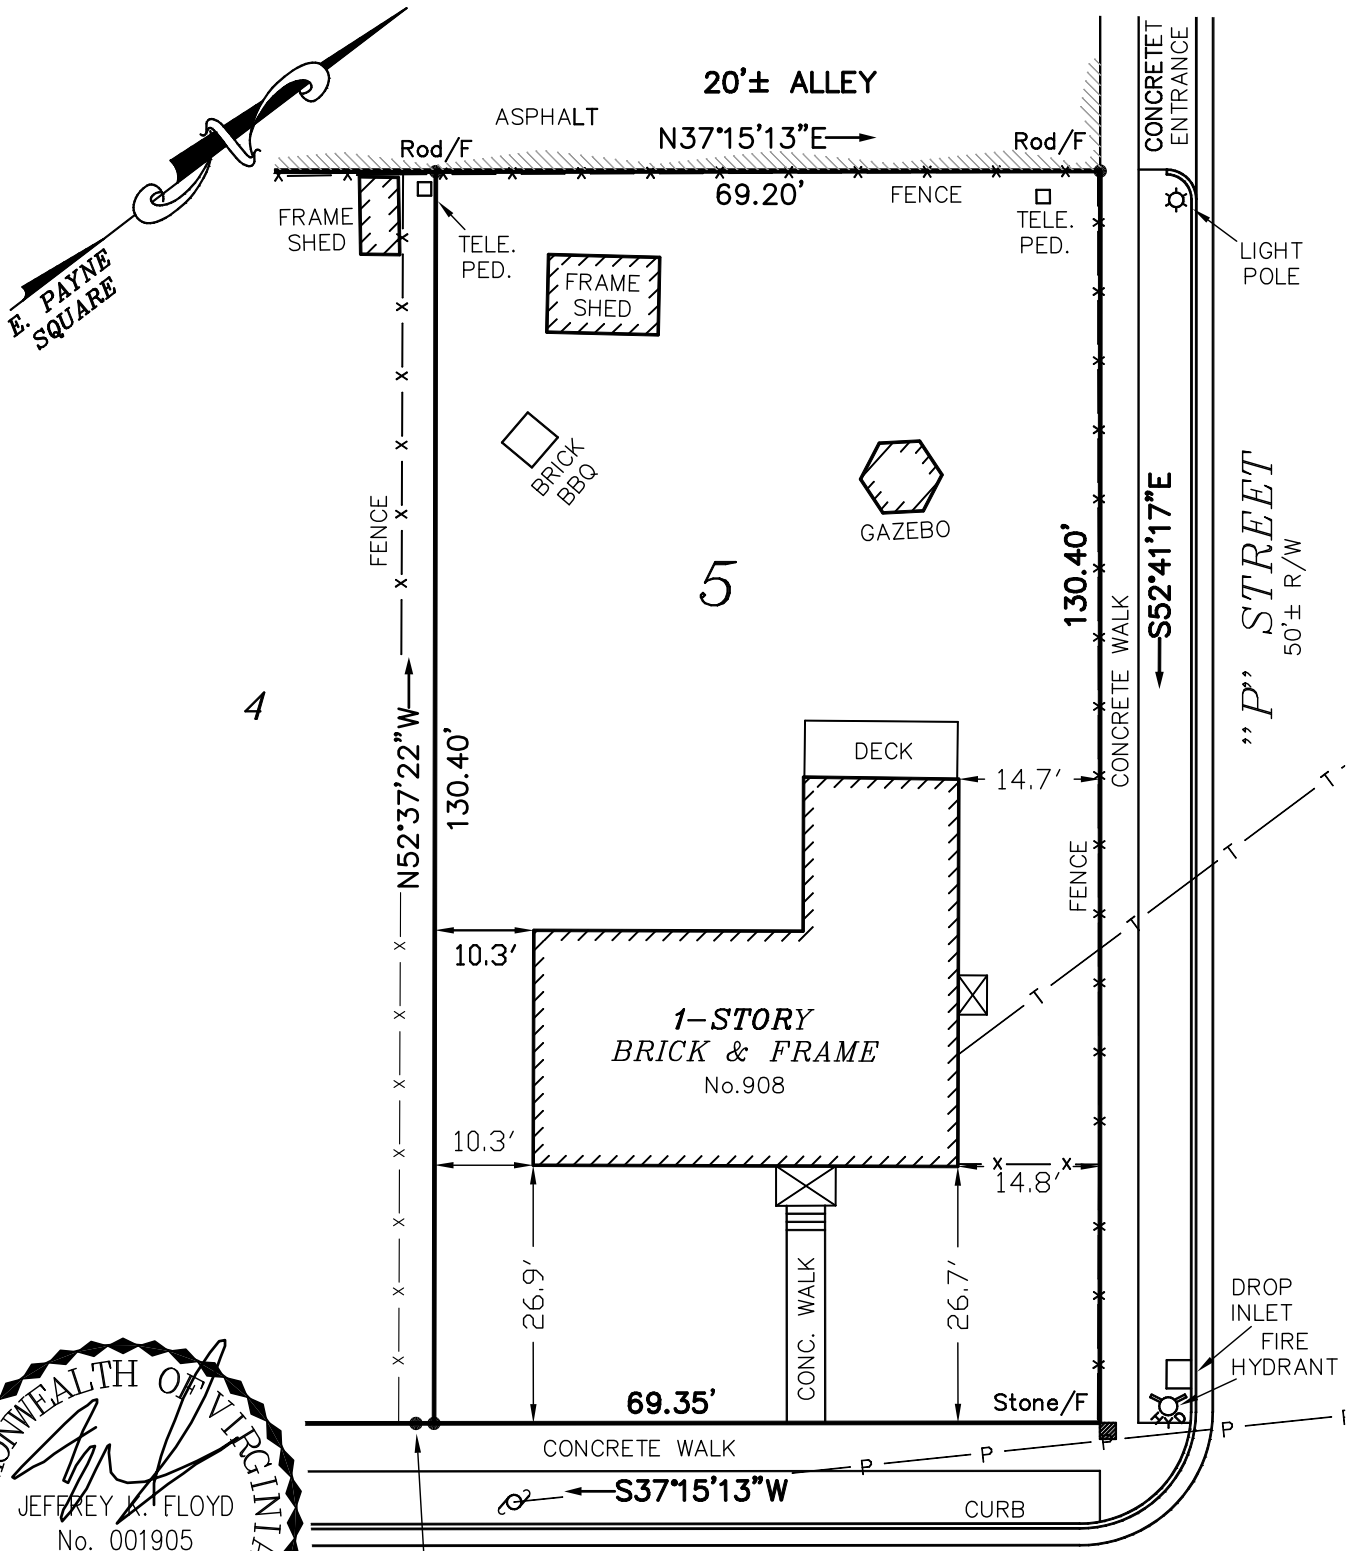 20'± ALLEY
ASPHALT
N37°15'13"E
Rod/F
Rod/F
69.20'
FENCE
CONCRETET
ENTRANCE
E. PAYNE
SQUARE
FRAME
SHED
TELE.
PED.
TELE.
PED.
LIGHT
POLE
FRAME
SHED
BRICK
BBQ
GAZEBO
FENCE
5
4
130.40'
S52°41'17"E
CONCRETE WALK
"P" STREET
50'± R/W
N52°37'22"W
130.40'
DECK
14.7'
FENCE
T
T
T
T
10.3'
1-STORY
BRICK & FRAME
No.908
10.3'
14.8'
26.9'
26.7'
CONC. WALK
DROP
INLET
FIRE
HYDRANT
69.35'
Stone/F
CONCRETE WALK
P
P
P
P
S37°15'13"W
CURB
ONWEALTH OF VIRGINIA
JEFFREY K. FLOYD
No. 001905